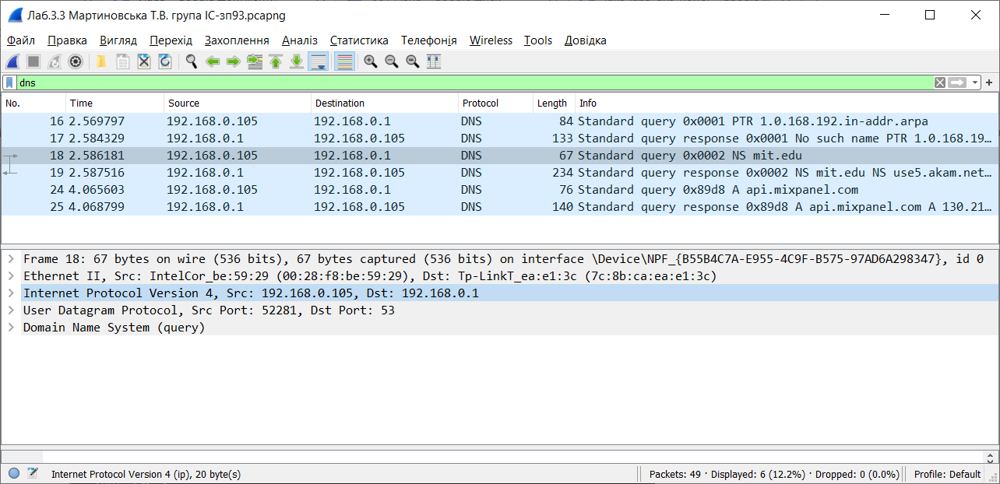 Лаб.3.3 Мартиновська Т.В. група ІС-зп93.pcapng
Файл Правка Вигляд Перехід Захоплення Аналіз Статистика Телефонія Wireless Tools Довідка
dns
No. Time Source Destination Protocol Length Info
16 2.569797 192.168.0.105 192.168.0.1 DNS 84 Standard query 0x0001 PTR 1.0.168.192.in-addr.arpa
17 2.584329 192.168.0.1 192.168.0.105 DNS 133 Standard query response 0x0001 No such name PTR 1.0.168.19…
18 2.586181 192.168.0.105 192.168.0.1 DNS 67 Standard query 0x0002 NS mit.edu
19 2.587516 192.168.0.1 192.168.0.105 DNS 234 Standard query response 0x0002 NS mit.edu NS use5.akam.net…
24 4.065603 192.168.0.105 192.168.0.1 DNS 76 Standard query 0x89d8 A api.mixpanel.com
25 4.068799 192.168.0.1 192.168.0.105 DNS 140 Standard query response 0x89d8 A api.mixpanel.com A 130.21…
Frame 18: 67 bytes on wire (536 bits), 67 bytes captured (536 bits) on interface \Device\NPF_{B55B4C7A-E955-4C9F-B575-97AD6A298347}, id 0
Ethernet II, Src: IntelCor_be:59:29 (00:28:f8:be:59:29), Dst: Tp-LinkT_ea:e1:3c (7c:8b:ca:ea:e1:3c)
Internet Protocol Version 4, Src: 192.168.0.105, Dst: 192.168.0.1
User Datagram Protocol, Src Port: 52281, Dst Port: 53
Domain Name System (query)
Internet Protocol Version 4 (ip), 20 byte(s) Packets: 49 · Displayed: 6 (12.2%) · Dropped: 0 (0.0%) Profile: Default